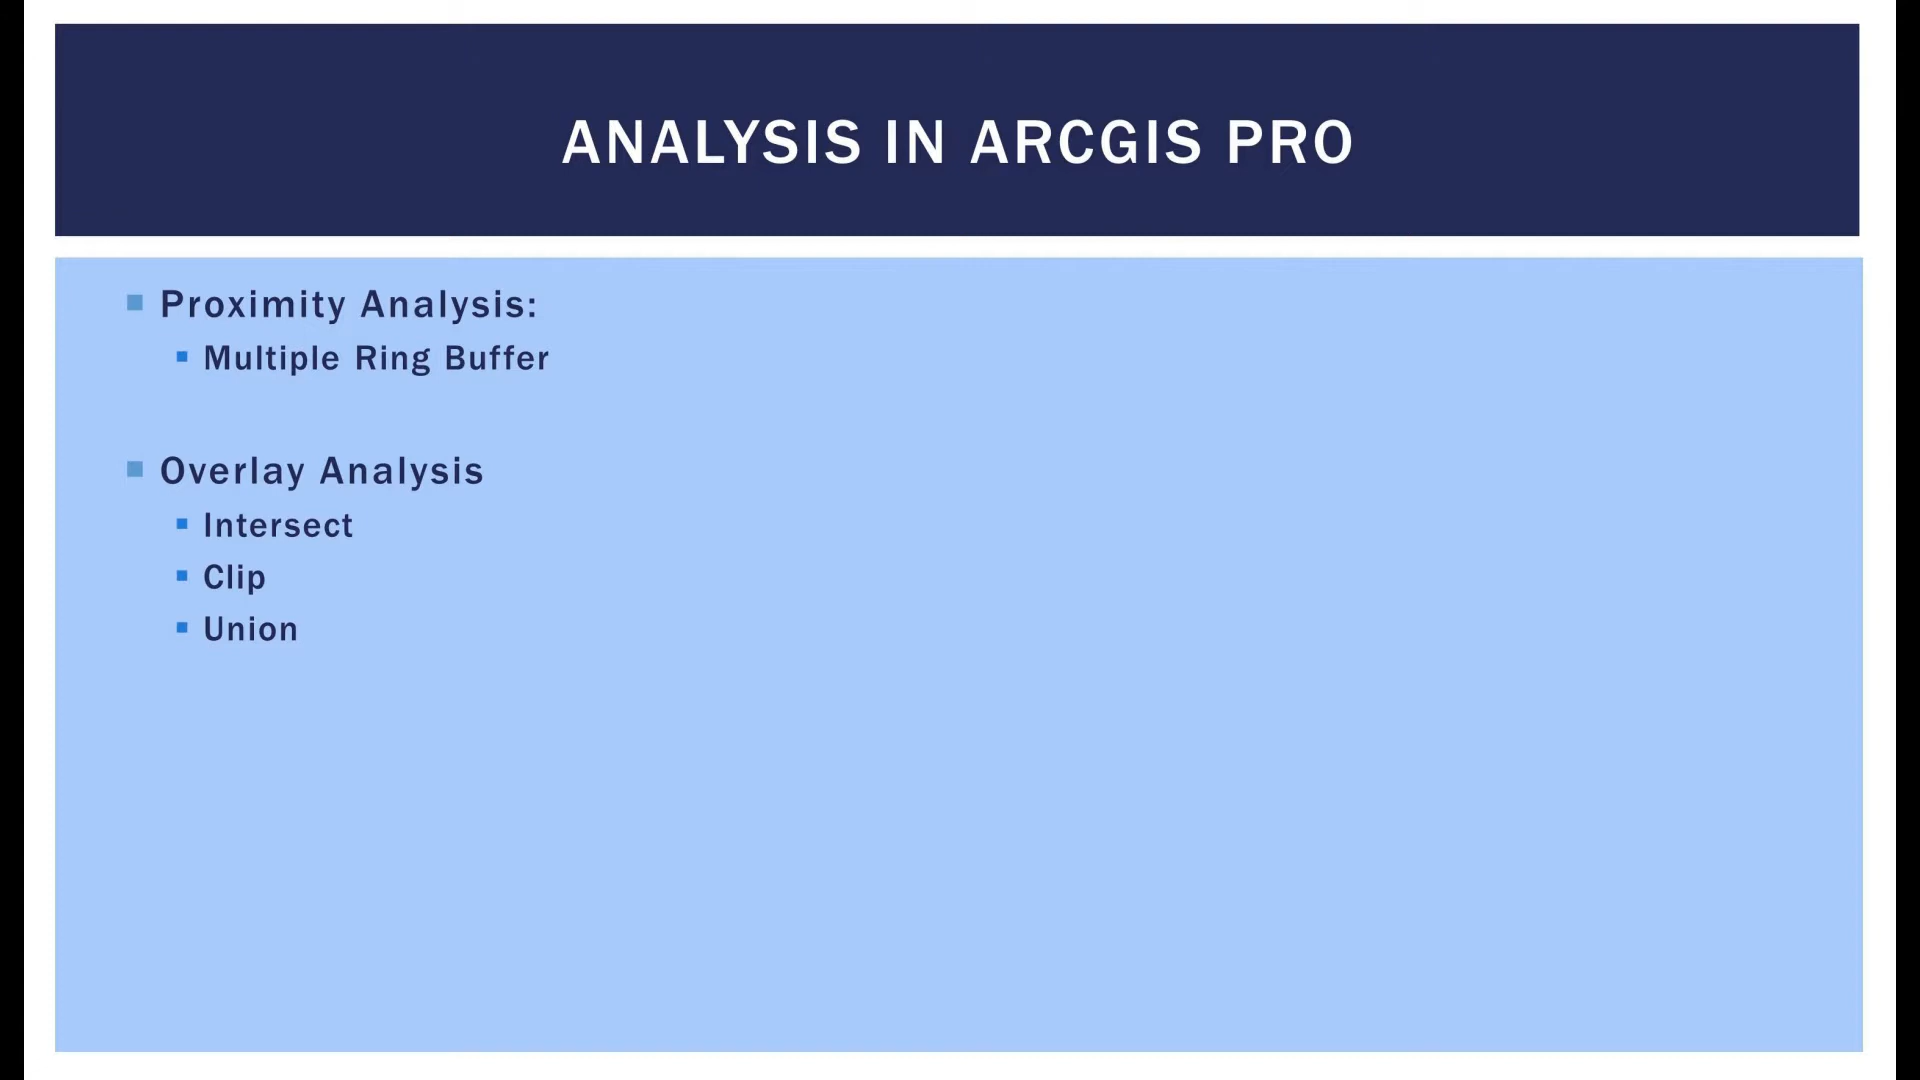 ANALYSIS IN ARCGIS PRO
Proximity Analysis:
Multiple Ring Buffer
Overlay Analysis
Intersect
Clip
Union